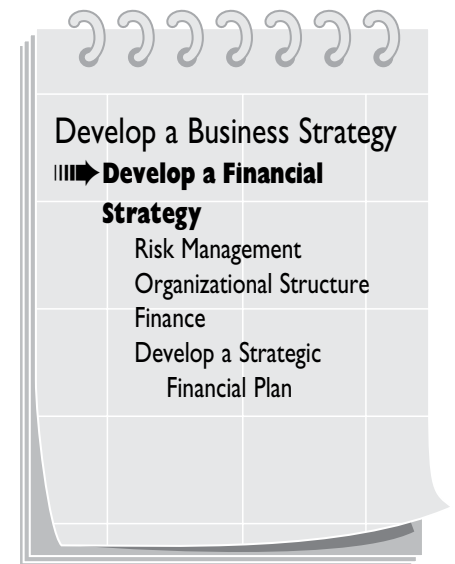 Develop a Business Strategy
Develop a Financial
Strategy
Risk Management
Organizational Structure
Finance
Develop a Strategic
Financial Plan